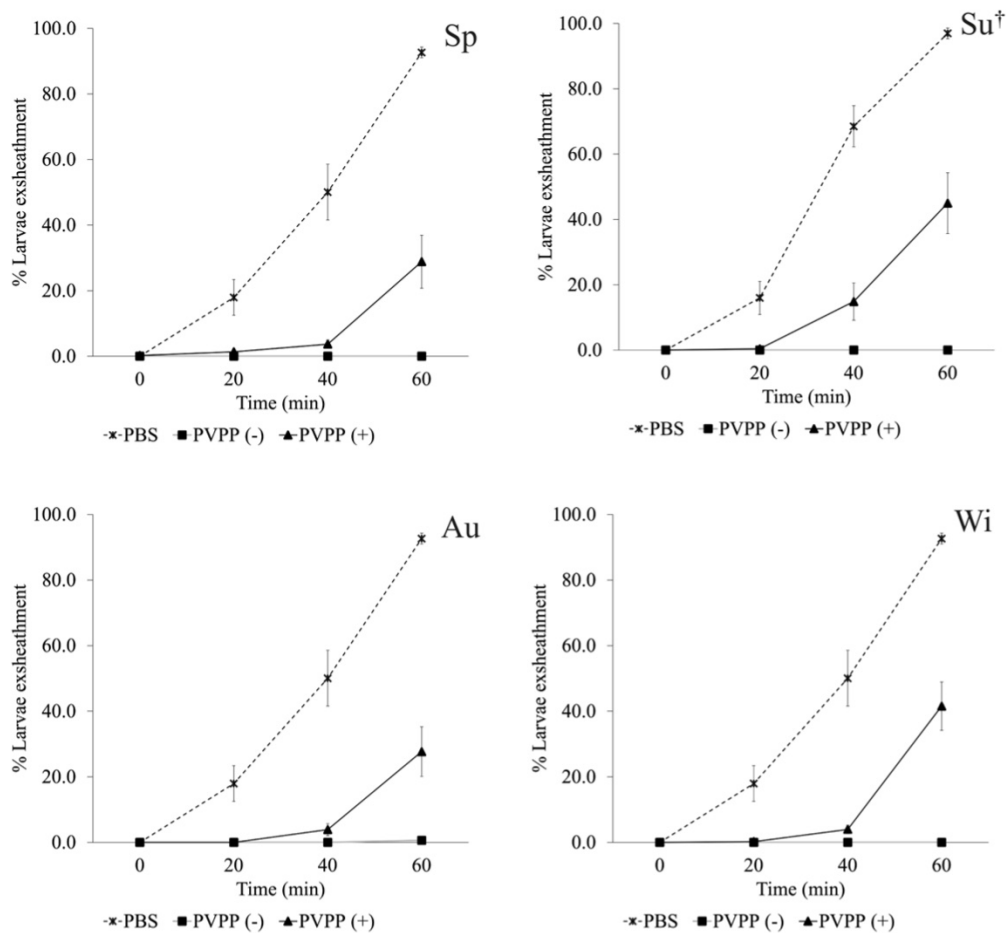 Sp
% Larvae exsheathment
100.0
80.0
60.0
40.0
20.0
0.0
0 20 40 60
Time (min)
PBS PVPP (-) PVPP (+)
Su†
% Larvae exsheathment
100.0
80.0
60.0
40.0
20.0
0.0
0 20 40 60
Time (min)
PBS PVPP (-) PVPP (+)
Au
% Larvae exsheathment
100.0
80.0
60.0
40.0
20.0
0.0
0 20 40 60
Time (min)
PBS PVPP (-) PVPP (+)
Wi
% Larvae exsheathment
100.0
80.0
60.0
40.0
20.0
0.0
0 20 40 60
Time (min)
PBS PVPP (-) PVPP (+)